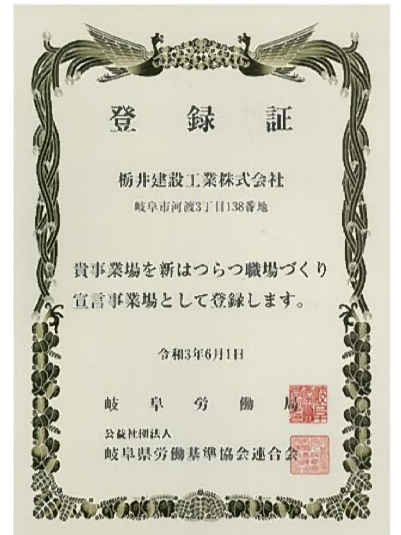 登録証
栃井建設工業株式会社
岐阜市河渡3丁目138番地
貴事業場を新はつらつ職場づくり
宣言事業場として登録します。
令和3年6月1日
岐阜労働局
公益社団法人
岐阜県労働基準協会連合会